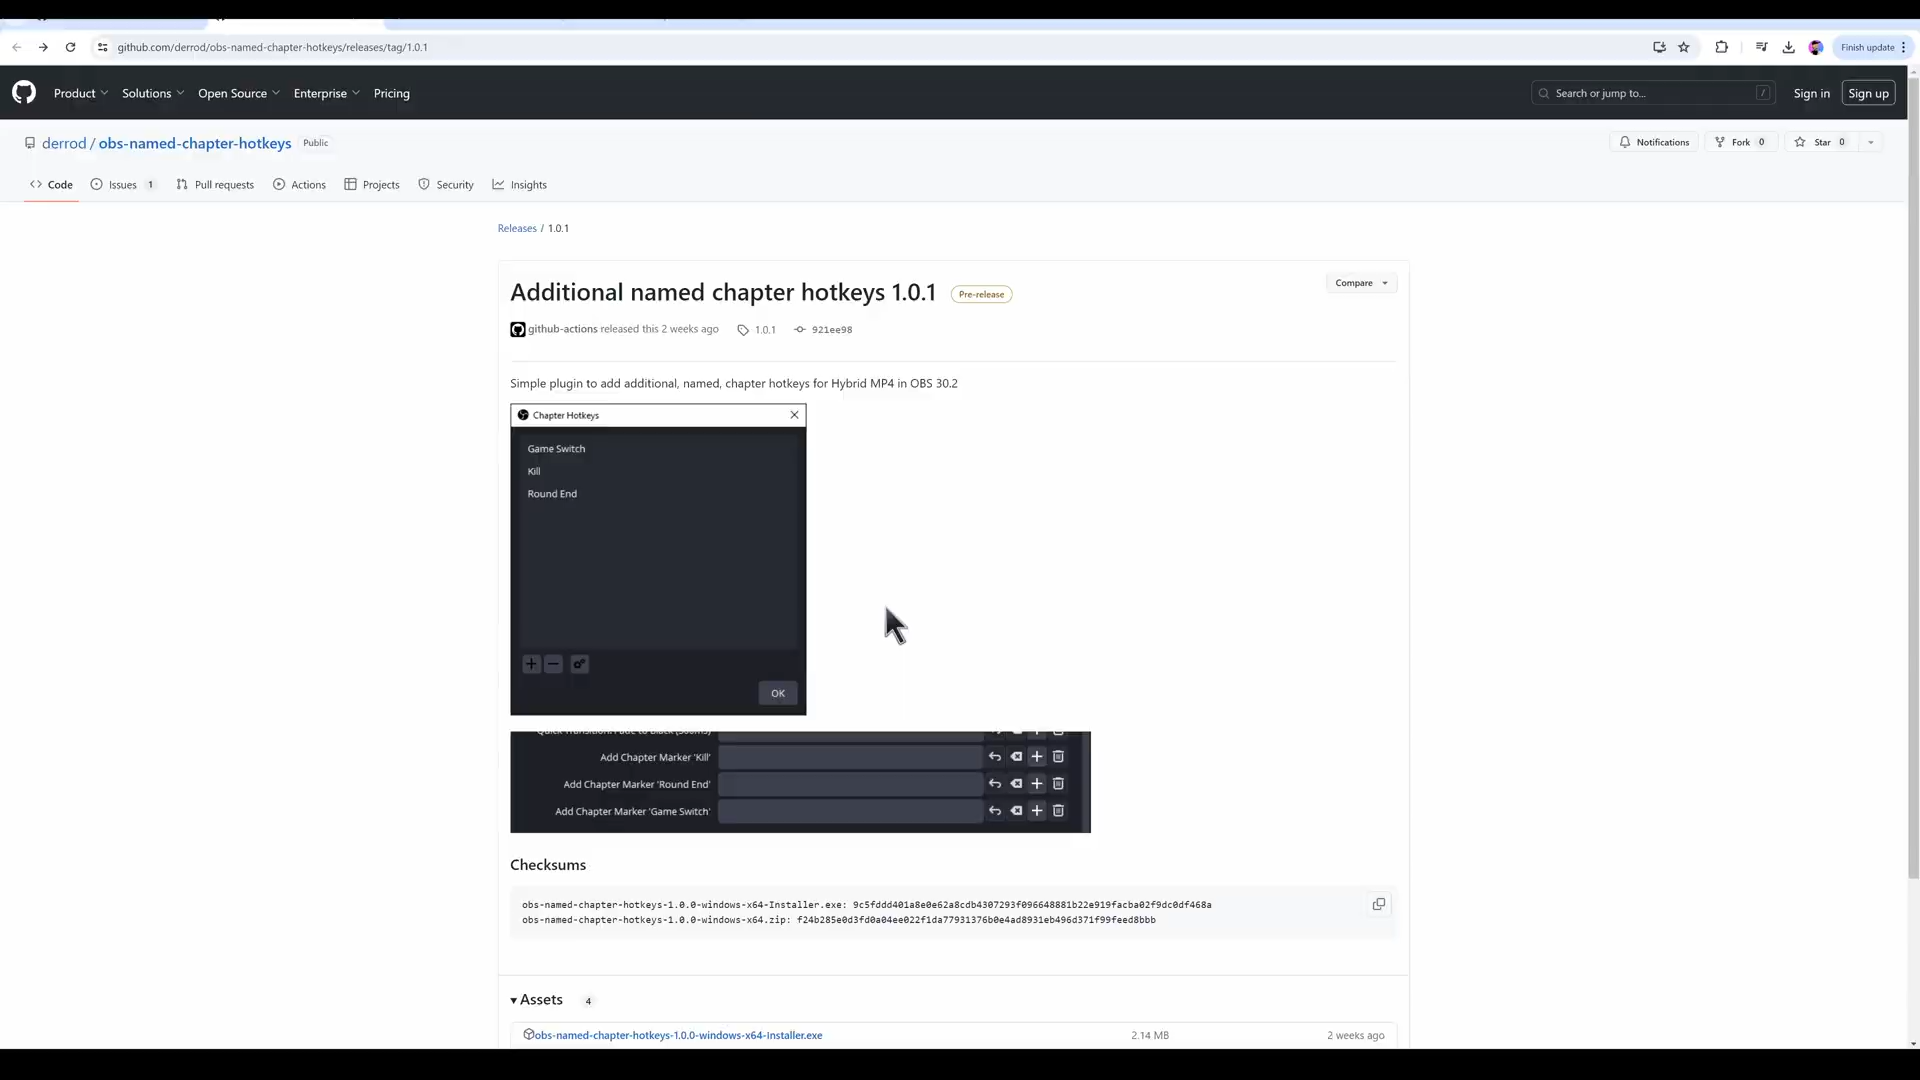 github.com/derrod/obs-named-chapter-hotkeys/releases/tag/1.0.1
Finish update
Product
Solutions
Open Source
Enterprise
Pricing
Search or jump to...
/
Sign in
Sign up
derrod / obs-named-chapter-hotkeys
Public
Notifications
Fork 0
Star 0
Code
Issues 1
Pull requests
Actions
Projects
Security
Insights
Releases / 1.0.1
Additional named chapter hotkeys 1.0.1
Pre-release
Compare
github-actions released this 2 weeks ago
1.0.1
921ee98
Simple plugin to add additional, named, chapter hotkeys for Hybrid MP4 in OBS 30.2
Chapter Hotkeys
Game Switch
Kill
Round End
OK
Add Chapter Marker 'Kill'
Add Chapter Marker 'Round End'
Add Chapter Marker 'Game Switch'
Checksums
obs-named-chapter-hotkeys-1.0.0-windows-x64-Installer.exe: 9c5fddd401a8e0e62a8cdb4307293f096648881b22e919facba02f9dc0df468a
obs-named-chapter-hotkeys-1.0.0-windows-x64.zip: f24b285e0d3fd0a04ee022f1da77931376b0e4ad8931eb496d371f99feed8bbb
Assets 4
obs-named-chapter-hotkeys-1.0.0-windows-x64-Installer.exe
2.14 MB
2 weeks ago